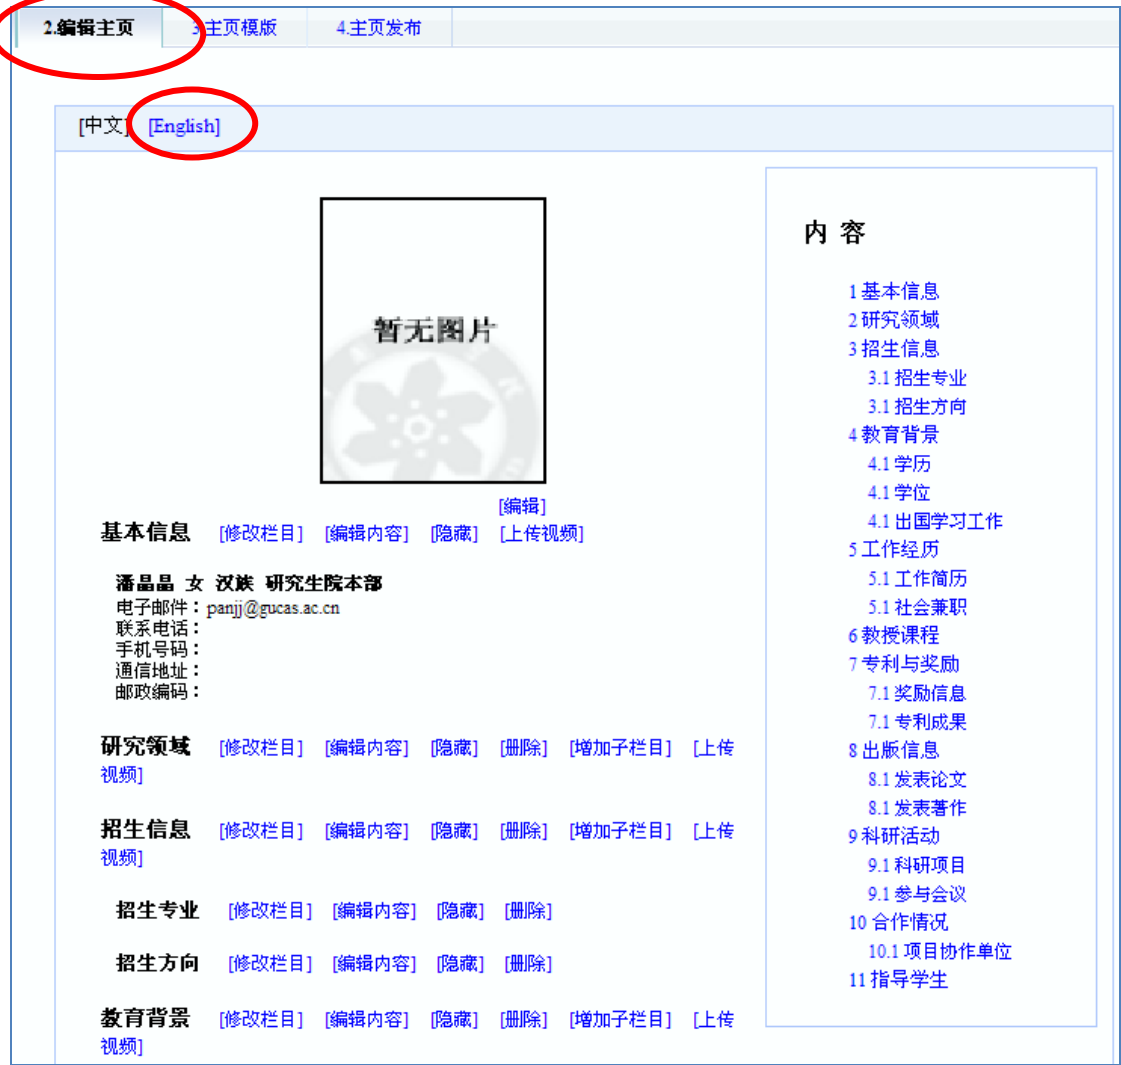 2.编辑主页 3.主页模版 4.主页发布
[中文] [English]
暂无图片
[编辑]
基本信息 [修改栏目] [编辑内容] [隐藏] [上传视频]
潘晶晶 女 汉族 研究生院本部
电子邮件：panjj@gucas.ac.cn
联系电话：
手机号码：
通信地址：
邮政编码：
研究领域 [修改栏目] [编辑内容] [隐藏] [删除] [增加子栏目] [上传
视频]
招生信息 [修改栏目] [编辑内容] [隐藏] [删除] [增加子栏目] [上传
视频]
招生专业 [修改栏目] [编辑内容] [隐藏] [删除]
招生方向 [修改栏目] [编辑内容] [隐藏] [删除]
教育背景 [修改栏目] [编辑内容] [隐藏] [删除] [增加子栏目] [上传
视频]
内 容
1 基本信息
2 研究领域
3 招生信息
3.1 招生专业
3.1 招生方向
4 教育背景
4.1 学历
4.1 学位
4.1 出国学习工作
5 工作经历
5.1 工作简历
5.1 社会兼职
6 教授课程
7 专利与奖励
7.1 奖励信息
7.1 专利成果
8 出版信息
8.1 发表论文
8.1 发表著作
9 科研活动
9.1 科研项目
9.1 参与会议
10 合作情况
10.1 项目协作单位
11 指导学生